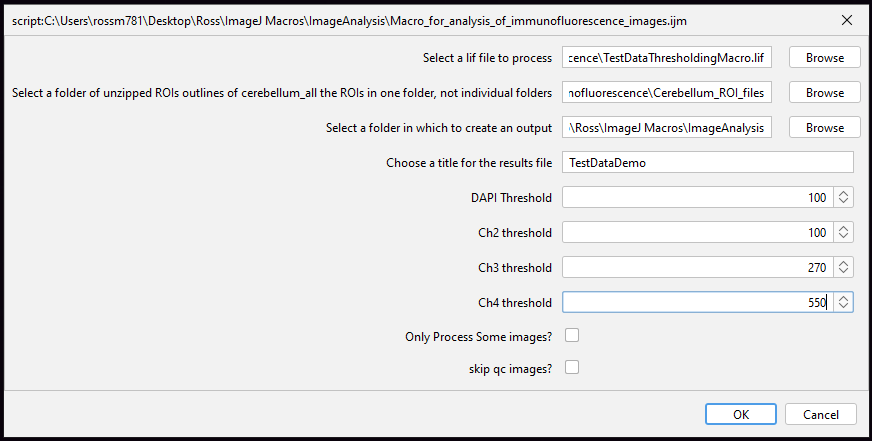 script:C:\Users\rossm781\Desktop\Ross\ImageJ Macros\ImageAnalysis\Macro_for_analysis_of_immunofluorescence_images.ijm
Select a lif file to process cence\TestDataThresholdingMacro.lif Browse
Select a folder of unzipped ROIs outlines of cerebellum_all the ROIs in one folder, not individual folders nofluorescence\Cerebellum_ROI_files Browse
Select a folder in which to create an output \Ross\ImageJ Macros\ImageAnalysis Browse
Choose a title for the results file TestDataDemo
DAPI Threshold 100
Ch2 threshold 100
Ch3 threshold 270
Ch4 threshold 550
Only Process Some images?
skip qc images?
OK Cancel